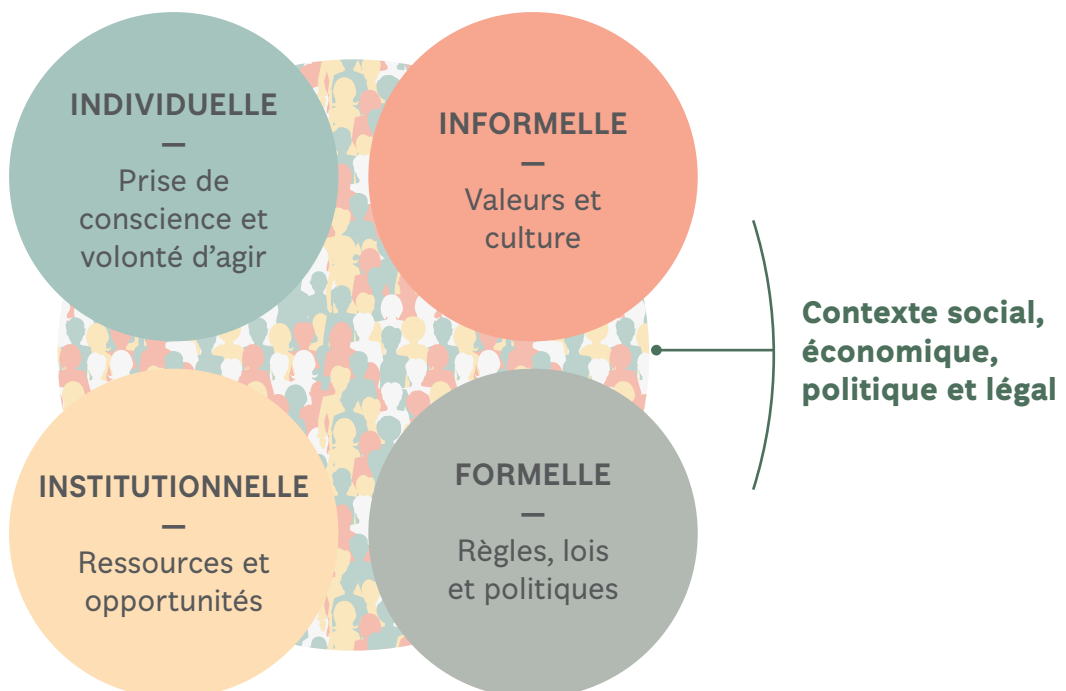 INDIVIDUELLE
—
Prise de
conscience et
volonté d’agir
INFORMELLE
—
Valeurs et
culture
Contexte social,
économique,
politique et légal
INSTITUTIONNELLE
—
Ressources et
opportunités
FORMELLE
—
Règles, lois
et politiques